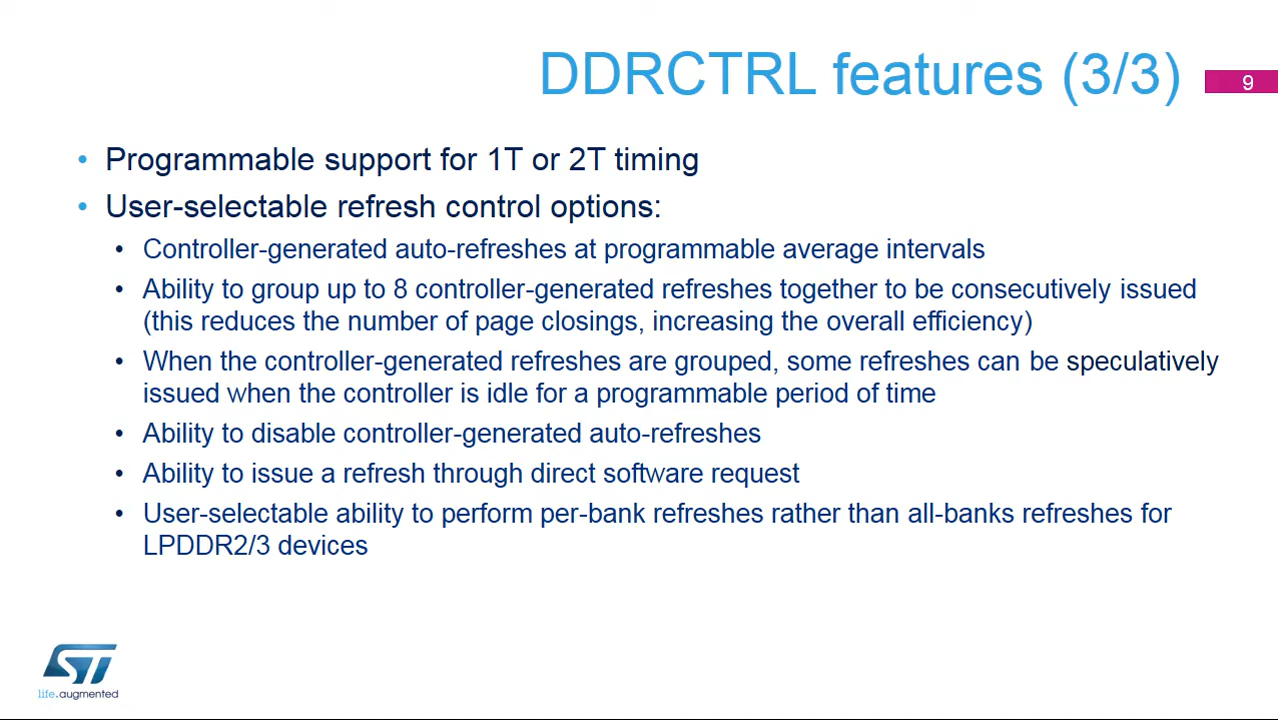 DDRCTRL features (3/3)
9
• Programmable support for 1T or 2T timing
• User-selectable refresh control options:
• Controller-generated auto-refreshes at programmable average intervals
• Ability to group up to 8 controller-generated refreshes together to be consecutively issued
(this reduces the number of page closings, increasing the overall efficiency)
• When the controller-generated refreshes are grouped, some refreshes can be speculatively
issued when the controller is idle for a programmable period of time
• Ability to disable controller-generated auto-refreshes
• Ability to issue a refresh through direct software request
• User-selectable ability to perform per-bank refreshes rather than all-banks refreshes for
LPDDR2/3 devices
ST
life.augmented